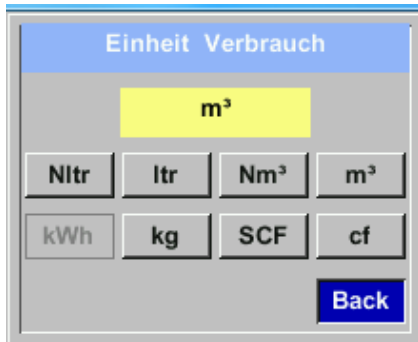 Einheit Verbrauch
m³
Nltr ltr Nm³ m³
kWh kg SCF cf
Back